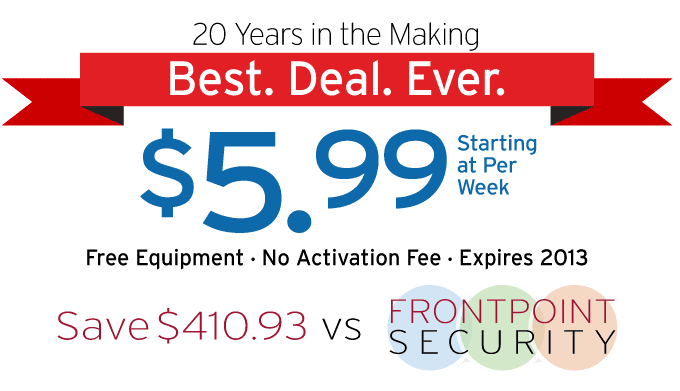 20 Years in the Making
Best. Deal. Ever.
$5.99
Starting
at Per
Week
Free Equipment · No Activation Fee · Expires 2013
Save $410.93 vs
FRONTPOINT
SECURITY